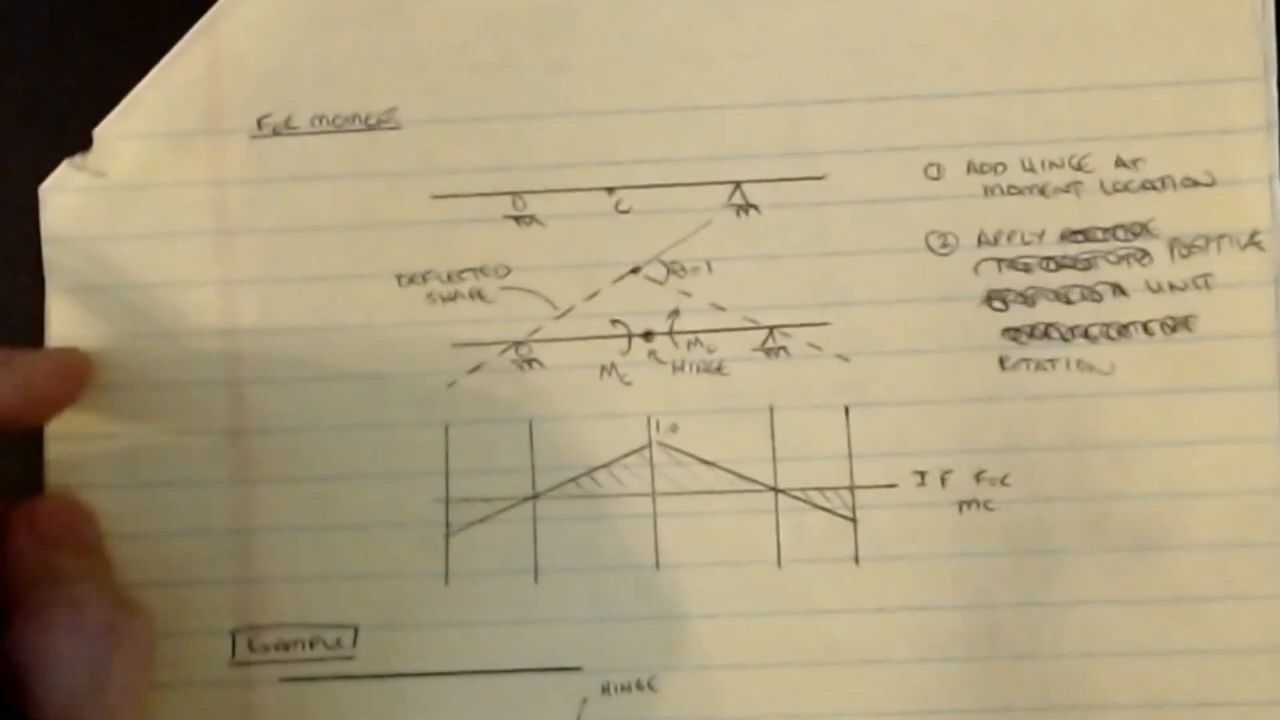 FOR MOMENT
① ADD HINGE AT
MOMENT LOCATION
C
② APPLY
POSITIVE
UNIT
ROTATION
DEFLECTED
SHAPE
θ=1
Mc
HINGE
Mc
1.0
IF FOR
MC
EXAMPLE
HINGE